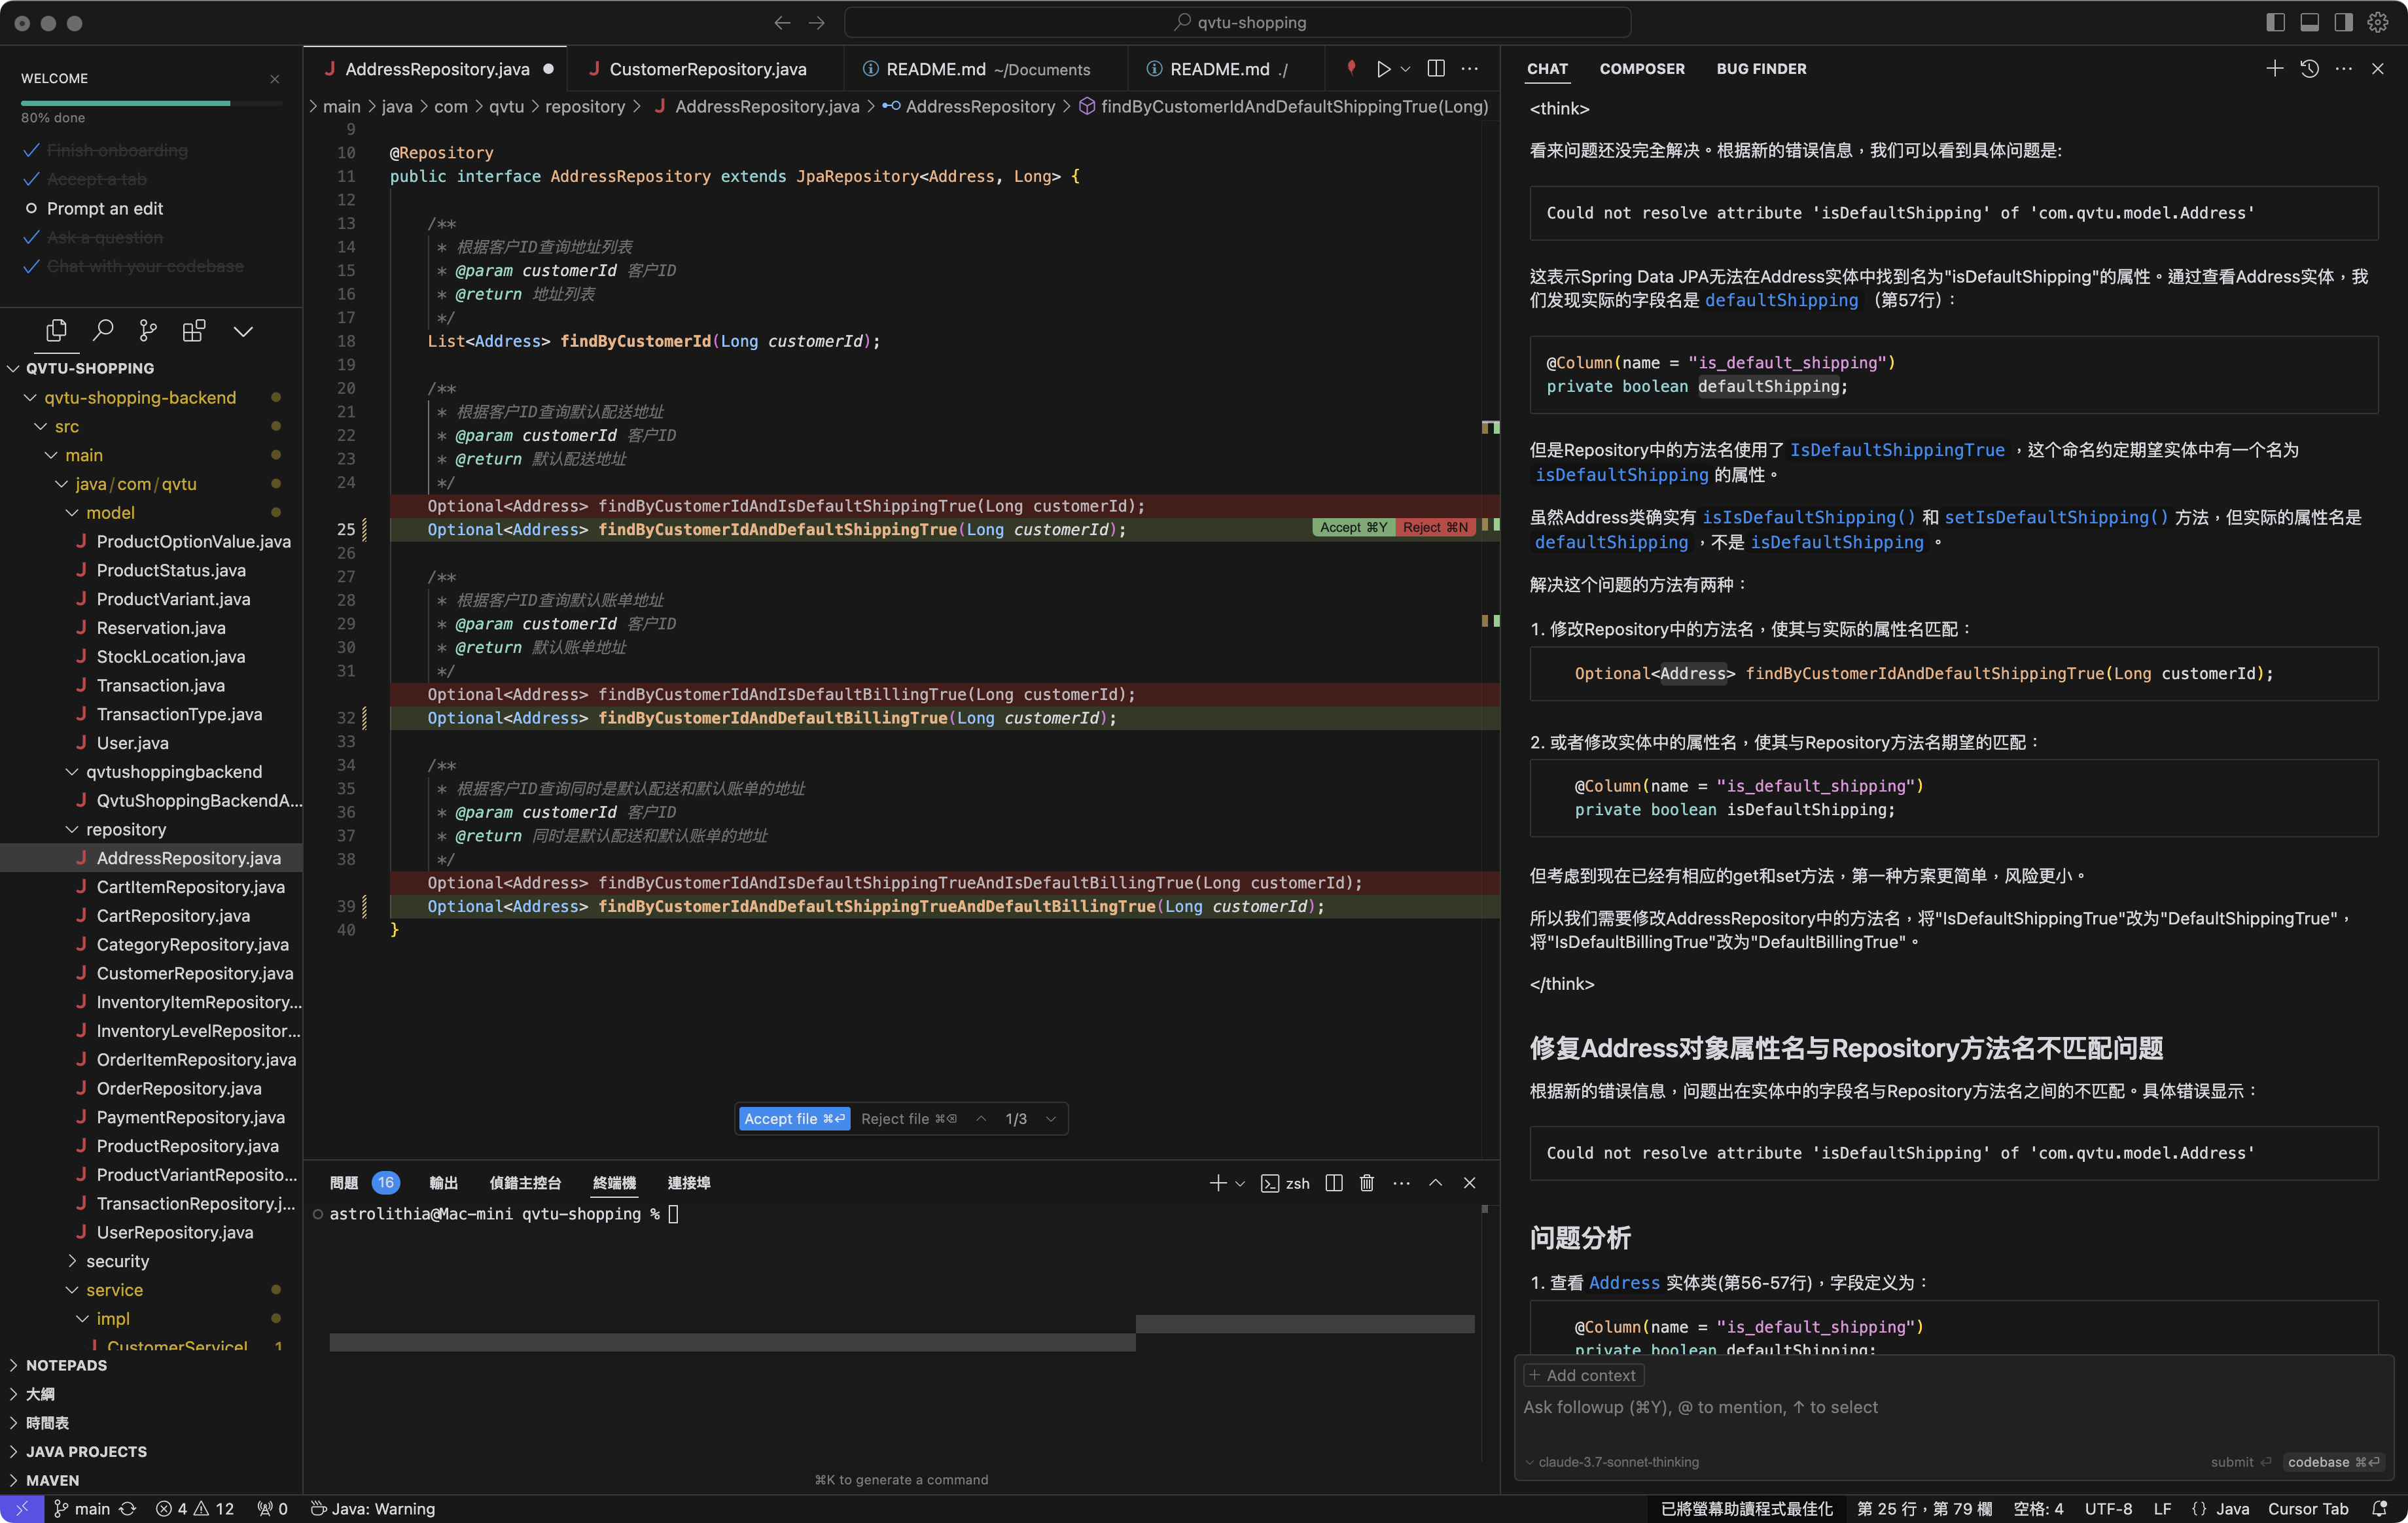 qvtu-shopping
WELCOME
80% done
Finish onboarding
Accept a tab
Prompt an edit
Ask a question
Chat with your codebase
QVTU-SHOPPING
qvtu-shopping-backend
src
main
java/com/qvtu
model
ProductOptionValue.java
ProductStatus.java
ProductVariant.java
Reservation.java
StockLocation.java
Transaction.java
TransactionType.java
User.java
qvtushoppingbackend
QvtuShoppingBackendA...
repository
AddressRepository.java
CartItemRepository.java
CartRepository.java
CategoryRepository.java
CustomerRepository.java
InventoryItemRepository...
InventoryLevelRepositor...
OrderItemRepository.java
OrderRepository.java
PaymentRepository.java
ProductRepository.java
ProductVariantReposito...
TransactionRepository.j...
UserRepository.java
security
service
impl
CustomerServiceI 1
NOTEPADS
大綱
時間表
JAVA PROJECTS
MAVEN
AddressRepository.java
CustomerRepository.java
README.md ~/Documents
README.md ./
main > java > com > qvtu > repository > AddressRepository.java > AddressRepository > findByCustomerIdAndDefaultShippingTrue(Long)
9
10 @Repository
11 public interface AddressRepository extends JpaRepository<Address, Long> {
12
13 /**
14 * 根据客户ID查询地址列表
15 * @param customerId 客户ID
16 * @return 地址列表
17 */
18 List<Address> findByCustomerId(Long customerId);
19
20 /**
21 * 根据客户ID查询默认配送地址
22 * @param customerId 客户ID
23 * @return 默认配送地址
24 */
Optional<Address> findByCustomerIdAndIsDefaultShippingTrue(Long customerId);
25 Optional<Address> findByCustomerIdAndDefaultShippingTrue(Long customerId);
Accept ⌘Y Reject ⌘N
26
27 /**
28 * 根据客户ID查询默认账单地址
29 * @param customerId 客户ID
30 * @return 默认账单地址
31 */
Optional<Address> findByCustomerIdAndIsDefaultBillingTrue(Long customerId);
32 Optional<Address> findByCustomerIdAndDefaultBillingTrue(Long customerId);
33
34 /**
35 * 根据客户ID查询同时是默认配送和默认账单的地址
36 * @param customerId 客户ID
37 * @return 同时是默认配送和默认账单的地址
38 */
Optional<Address> findByCustomerIdAndIsDefaultShippingTrueAndIsDefaultBillingTrue(Long customerId);
39 Optional<Address> findByCustomerIdAndDefaultShippingTrueAndDefaultBillingTrue(Long customerId);
40 }
Accept file ⌘⏎ Reject file ⌘⌫ 1/3
問題 16 輸出 偵錯主控台 終端機 連接埠
zsh
astrolithia@Mac-mini qvtu-shopping %
⌘K to generate a command
CHAT COMPOSER BUG FINDER
<think>
看来问题还没完全解决。根据新的错误信息，我们可以看到具体问题是:
Could not resolve attribute 'isDefaultShipping' of 'com.qvtu.model.Address'
这表示Spring Data JPA无法在Address实体中找到名为"isDefaultShipping"的属性。通过查看Address实体，我
们发现实际的字段名是 defaultShipping （第57行）：
@Column(name = "is_default_shipping")
private boolean defaultShipping;
但是Repository中的方法名使用了 IsDefaultShippingTrue ，这个命名约定期望实体中有一个名为
isDefaultShipping 的属性。
虽然Address类确实有 isIsDefaultShipping() 和 setIsDefaultShipping() 方法，但实际的属性名是
defaultShipping ，不是 isDefaultShipping 。
解决这个问题的方法有两种：
1. 修改Repository中的方法名，使其与实际的属性名匹配：
Optional<Address> findByCustomerIdAndDefaultShippingTrue(Long customerId);
2. 或者修改实体中的属性名，使其与Repository方法名期望的匹配：
@Column(name = "is_default_shipping")
private boolean isDefaultShipping;
但考虑到现在已经有相应的get和set方法，第一种方案更简单，风险更小。
所以我们需要修改AddressRepository中的方法名，将"IsDefaultShippingTrue"改为"DefaultShippingTrue"，
将"IsDefaultBillingTrue"改为"DefaultBillingTrue"。
</think>
修复Address对象属性名与Repository方法名不匹配问题
根据新的错误信息，问题出在实体中的字段名与Repository方法名之间的不匹配。具体错误显示：
Could not resolve attribute 'isDefaultShipping' of 'com.qvtu.model.Address'
问题分析
1. 查看 Address 实体类(第56-57行)，字段定义为：
@Column(name = "is_default_shipping")
private boolean defaultShipping;
+ Add context
Ask followup (⌘Y), @ to mention, ↑ to select
claude-3.7-sonnet-thinking
submit ⏎ codebase ⌘⏎
main 4 12 0 Java: Warning
已將螢幕助讀程式最佳化 第 25 行，第 79 欄 空格: 4 UTF-8 LF {} Java Cursor Tab